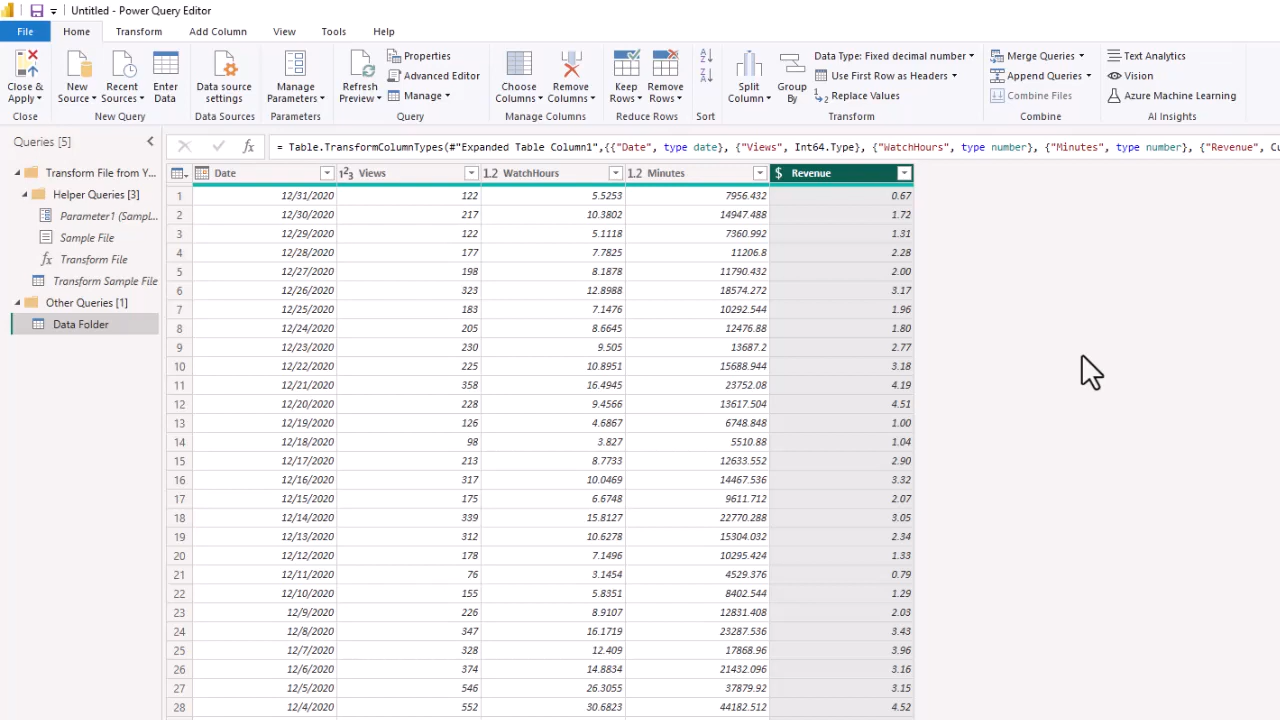 Untitled - Power Query Editor
File Home Transform Add Column View Tools Help
Close & Apply
New Source
Recent Sources
Enter Data
Data source settings
Manage Parameters
Refresh Preview
Properties
Advanced Editor
Manage
Choose Columns
Remove Columns
Keep Rows
Remove Rows
Split Column
Group By
Data Type: Fixed decimal number
Use First Row as Headers
Replace Values
Merge Queries
Append Queries
Combine Files
Text Analytics
Vision
Azure Machine Learning
Close New Query Data Sources Parameters Query Manage Columns Reduce Rows Sort Transform Combine AI Insights
Queries [5]
Transform File from Y...
Helper Queries [3]
Parameter1 (Sampl...
Sample File
fx Transform File
Transform Sample File
Other Queries [1]
Data Folder
fx = Table.TransformColumnTypes(#"Expanded Table Column1",{{"Date", type date}, {"Views", Int64.Type}, {"WatchHours", type number}, {"Minutes", type number}, {"Revenue", Cu
Date 123 Views 1.2 WatchHours 1.2 Minutes $ Revenue
1 12/31/2020 122 5.5253 7956.432 0.67
2 12/30/2020 217 10.3802 14947.488 1.72
3 12/29/2020 122 5.1118 7360.992 1.31
4 12/28/2020 177 7.7825 11206.8 2.28
5 12/27/2020 198 8.1878 11790.432 2.00
6 12/26/2020 323 12.8988 18574.272 3.17
7 12/25/2020 183 7.1476 10292.544 1.96
8 12/24/2020 205 8.6645 12476.88 1.80
9 12/23/2020 230 9.505 13687.2 2.77
10 12/22/2020 225 10.8951 15688.944 3.18
11 12/21/2020 358 16.4945 23752.08 4.19
12 12/20/2020 228 9.4566 13617.504 4.51
13 12/19/2020 126 4.6867 6748.848 1.00
14 12/18/2020 98 3.827 5510.88 1.04
15 12/17/2020 213 8.7733 12633.552 2.90
16 12/16/2020 317 10.0469 14467.536 3.32
17 12/15/2020 175 6.6748 9611.712 2.07
18 12/14/2020 339 15.8127 22770.288 3.05
19 12/13/2020 312 10.6278 15304.032 2.34
20 12/12/2020 178 7.1496 10295.424 1.33
21 12/11/2020 76 3.1454 4529.376 0.79
22 12/10/2020 155 5.8351 8402.544 1.29
23 12/9/2020 226 8.9107 12831.408 2.03
24 12/8/2020 347 16.1719 23287.536 3.43
25 12/7/2020 328 12.409 17868.96 3.96
26 12/6/2020 374 14.8834 21432.096 3.16
27 12/5/2020 546 26.3055 37879.92 3.15
28 12/4/2020 552 30.6823 44182.512 4.52